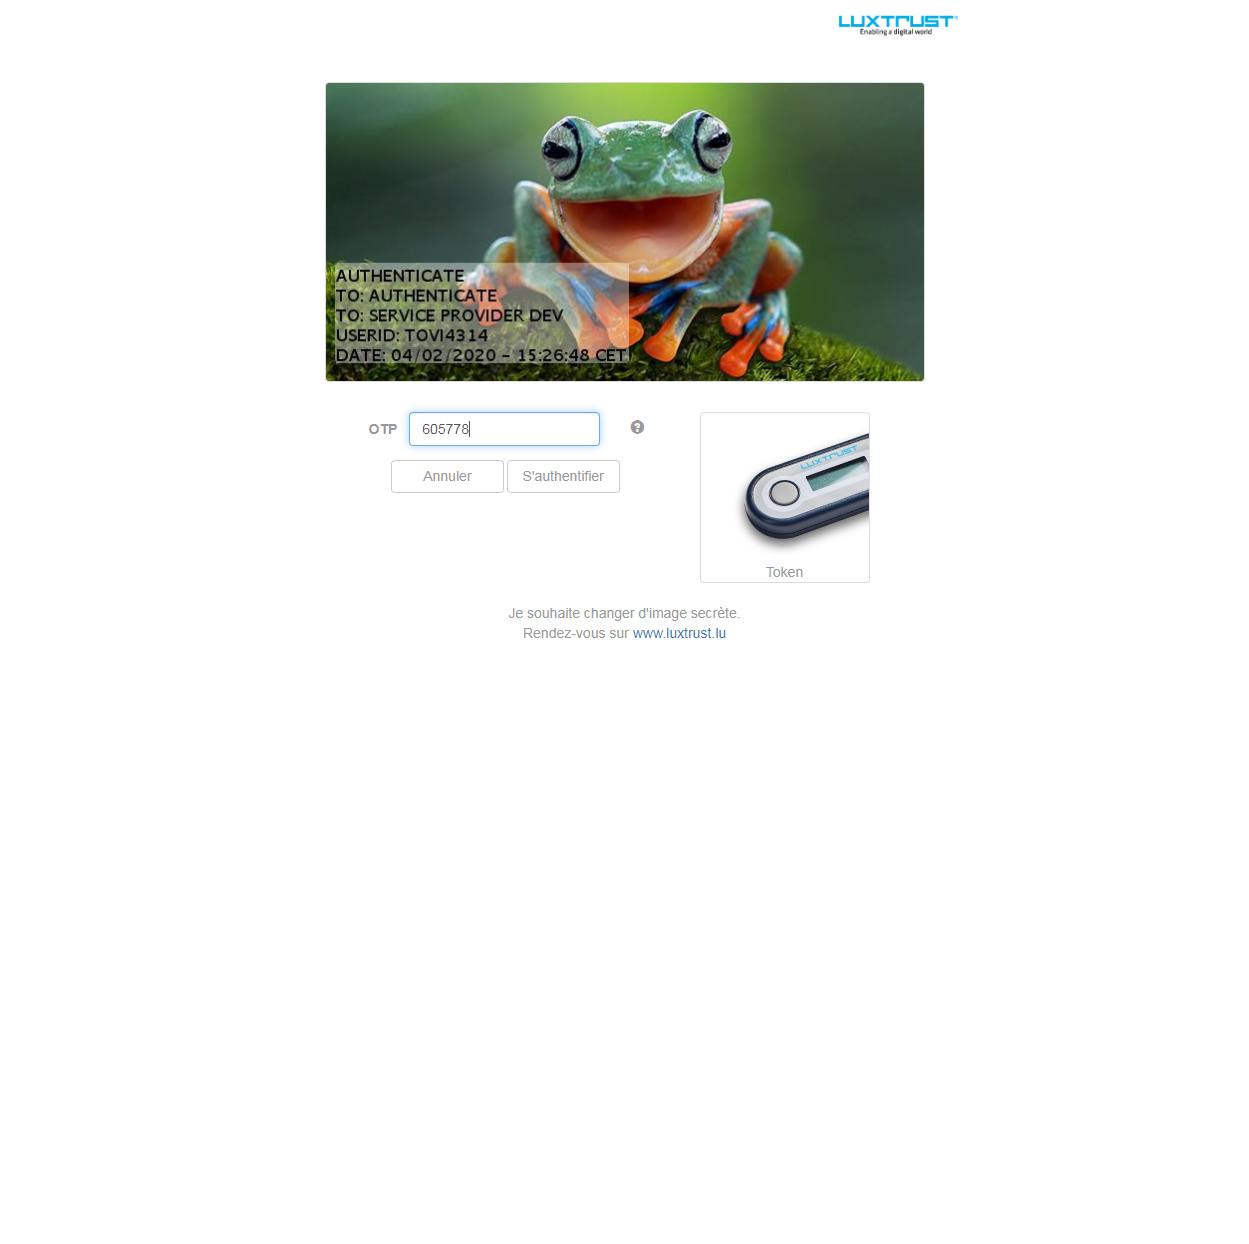 LUXTRUST
Enabling a digital world
AUTHENTICATE
TO: AUTHENTICATE
TO: SERVICE PROVIDER DEV
USERID: TOVI4314
DATE: 04/02/2020 - 15:26:48 CET
OTP 605778
Annuler S'authentifier
LUXTRUST
Token
Je souhaite changer d'image secrète.
Rendez-vous sur www.luxtrust.lu